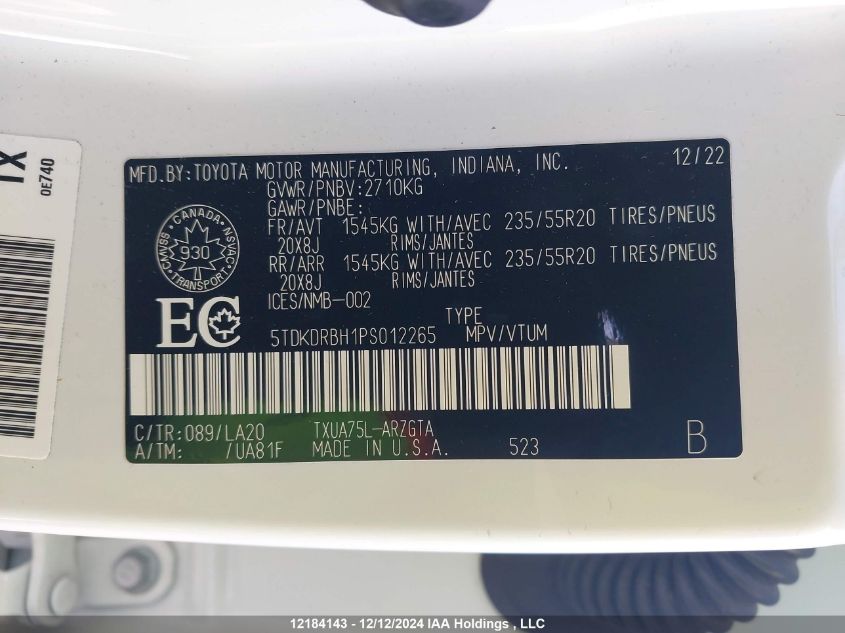 TX
0E740
MFD.BY:TOYOTA MOTOR MANUFACTURING, INDIANA, INC. 12/22
GVWR/PNBV:2710KG
GAWR/PNBE:
FR/AVT 1545KG WITH/AVEC 235/55R20 TIRES/PNEUS
20X8J RIMS/JANTES
RR/ARR 1545KG WITH/AVEC 235/55R20 TIRES/PNEUS
20X8J RIMS/JANTES
ICES/NMB-002
CANADA
CMVSS NSVAC
930
TRANSPORT
EC
TYPE
5TDKDRBH1PS012265 MPV/VTUM
C/TR:089/LA20 TXUA75L-ARZGTA
A/TM: /UA81F MADE IN U.S.A. 523 B
12184143 - 12/12/2024 IAA Holdings , LLC